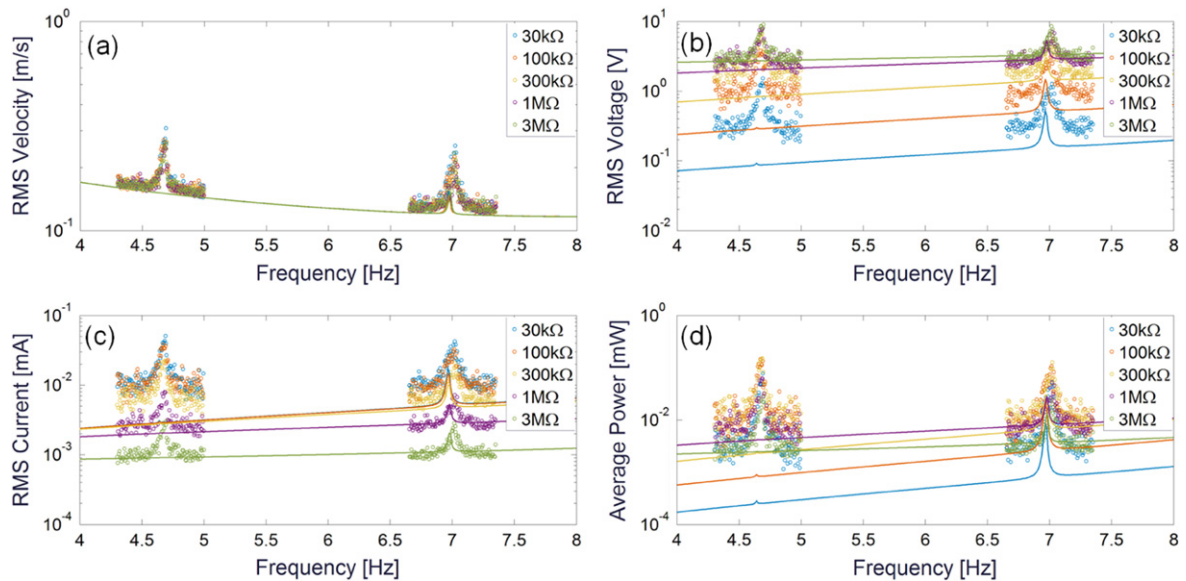 (a)
RMS Velocity [m/s]
10^0
10^-1
4 4.5 5 5.5 6 6.5 7 7.5 8
Frequency [Hz]
30kΩ
100kΩ
300kΩ
1MΩ
3MΩ
(b)
RMS Voltage [V]
10^1
10^0
10^-1
10^-2
4 4.5 5 5.5 6 6.5 7 7.5 8
Frequency [Hz]
30kΩ
100kΩ
300kΩ
1MΩ
3MΩ
(c)
RMS Current [mA]
10^-1
10^-2
10^-3
10^-4
4 4.5 5 5.5 6 6.5 7 7.5 8
Frequency [Hz]
30kΩ
100kΩ
300kΩ
1MΩ
3MΩ
(d)
Average Power [mW]
10^0
10^-2
10^-4
4 4.5 5 5.5 6 6.5 7 7.5 8
Frequency [Hz]
30kΩ
100kΩ
300kΩ
1MΩ
3MΩ